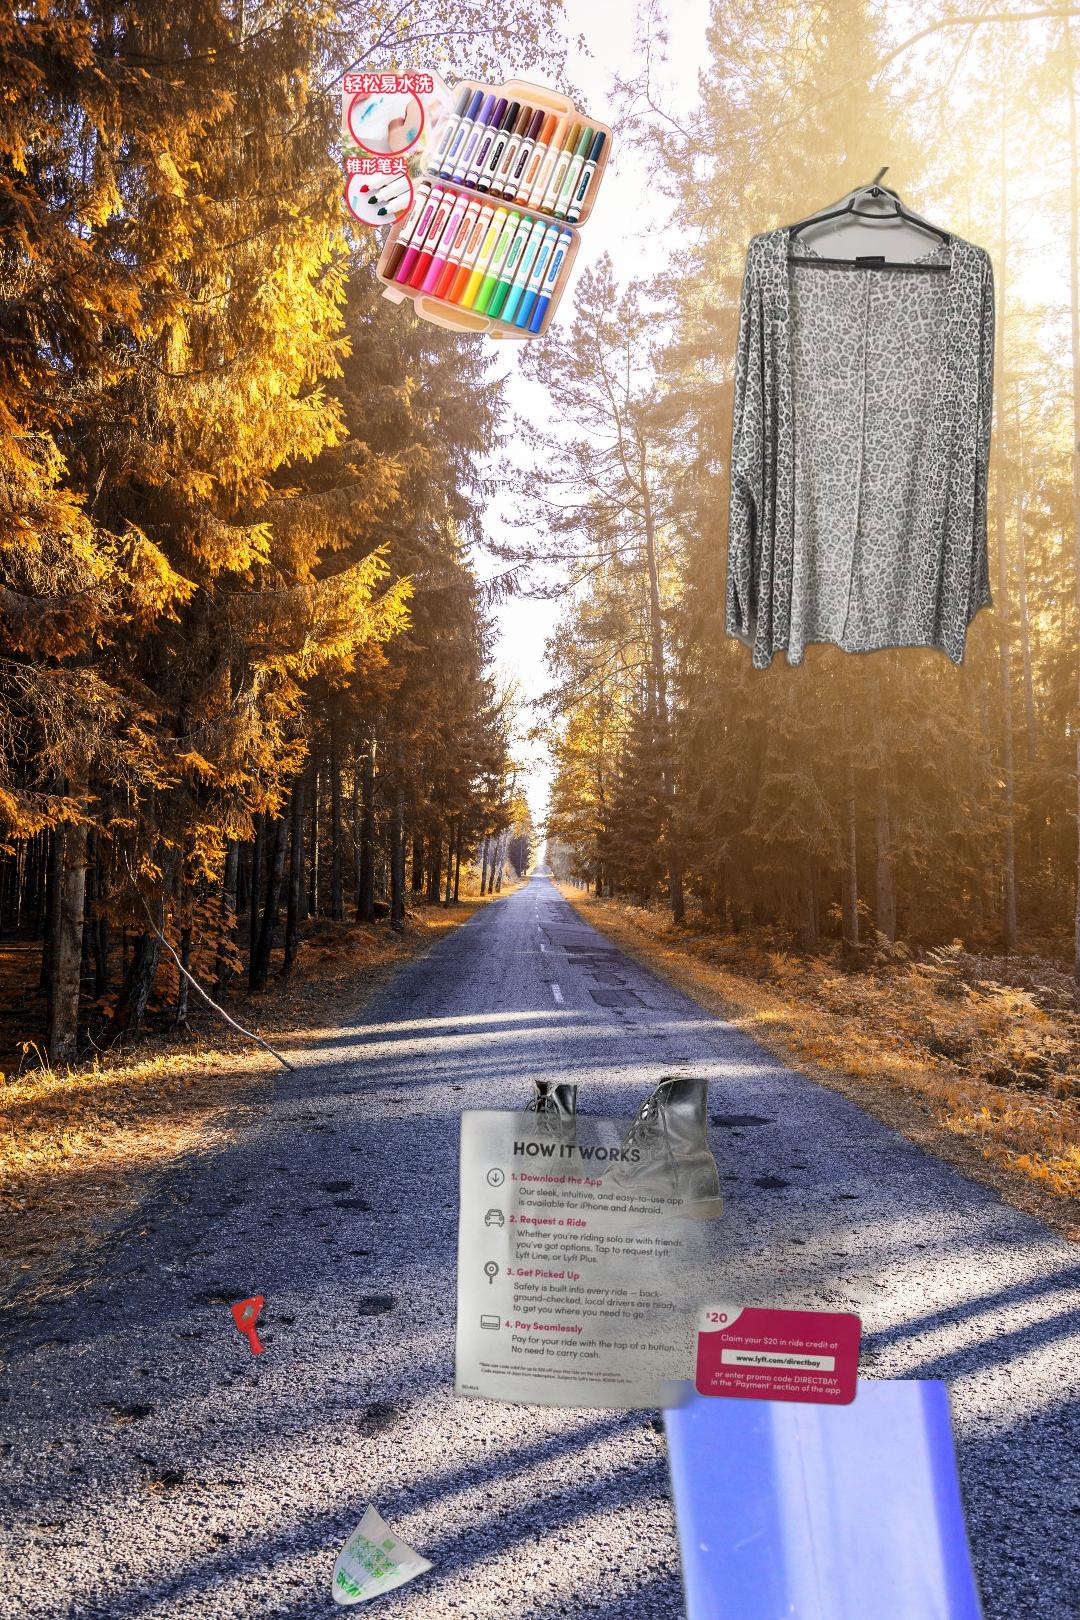 轻松易水洗
锥形笔头
HOW IT WORKS
1. Download the App
Our sleek, intuitive, and easy-to-use app
is available for iPhone and Android.
2. Request a Ride
Whether you're riding solo or with friends,
you've got options. Tap to request Lyft,
Lyft Line, or Lyft Plus.
3. Get Picked Up
Safety is built into every ride — back-
ground-checked, local drivers are ready
to get you where you need to go.
4. Pay Seamlessly
Pay for your ride with the tap of a button...
No need to carry cash.
$20
Claim your $20 in ride credit at
www.lyft.com/directbay
or enter promo code DIRECTBAY
in the 'Payment' section of the app